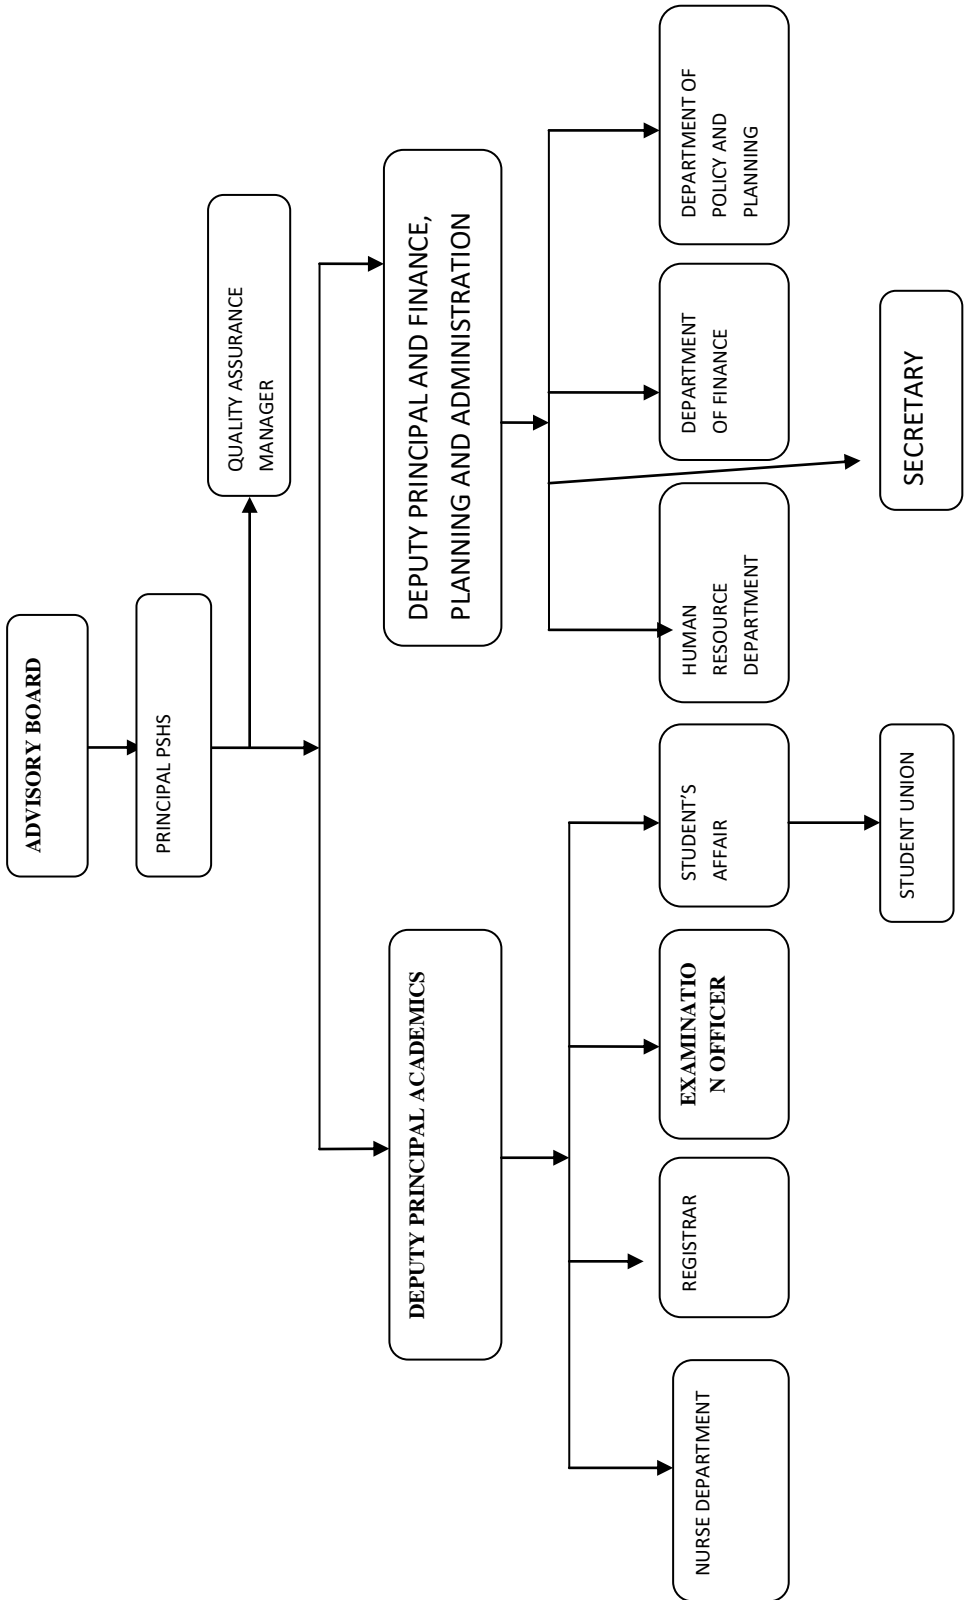 ADVISORY BOARD
PRINCIPAL PSHS
QUALITY ASSURANCE
MANAGER
DEPUTY PRINCIPAL ACADEMICS
DEPUTY PRINCIPAL AND FINANCE,
PLANNING AND ADMINISTRATION
NURSE DEPARTMENT
REGISTRAR
EXAMINATIO
N OFFICER
STUDENT’S
AFFAIR
HUMAN
RESOURCE
DEPARTMENT
DEPARTMENT
OF FINANCE
DEPARTMENT OF
POLICY AND
PLANNING
STUDENT UNION
SECRETARY